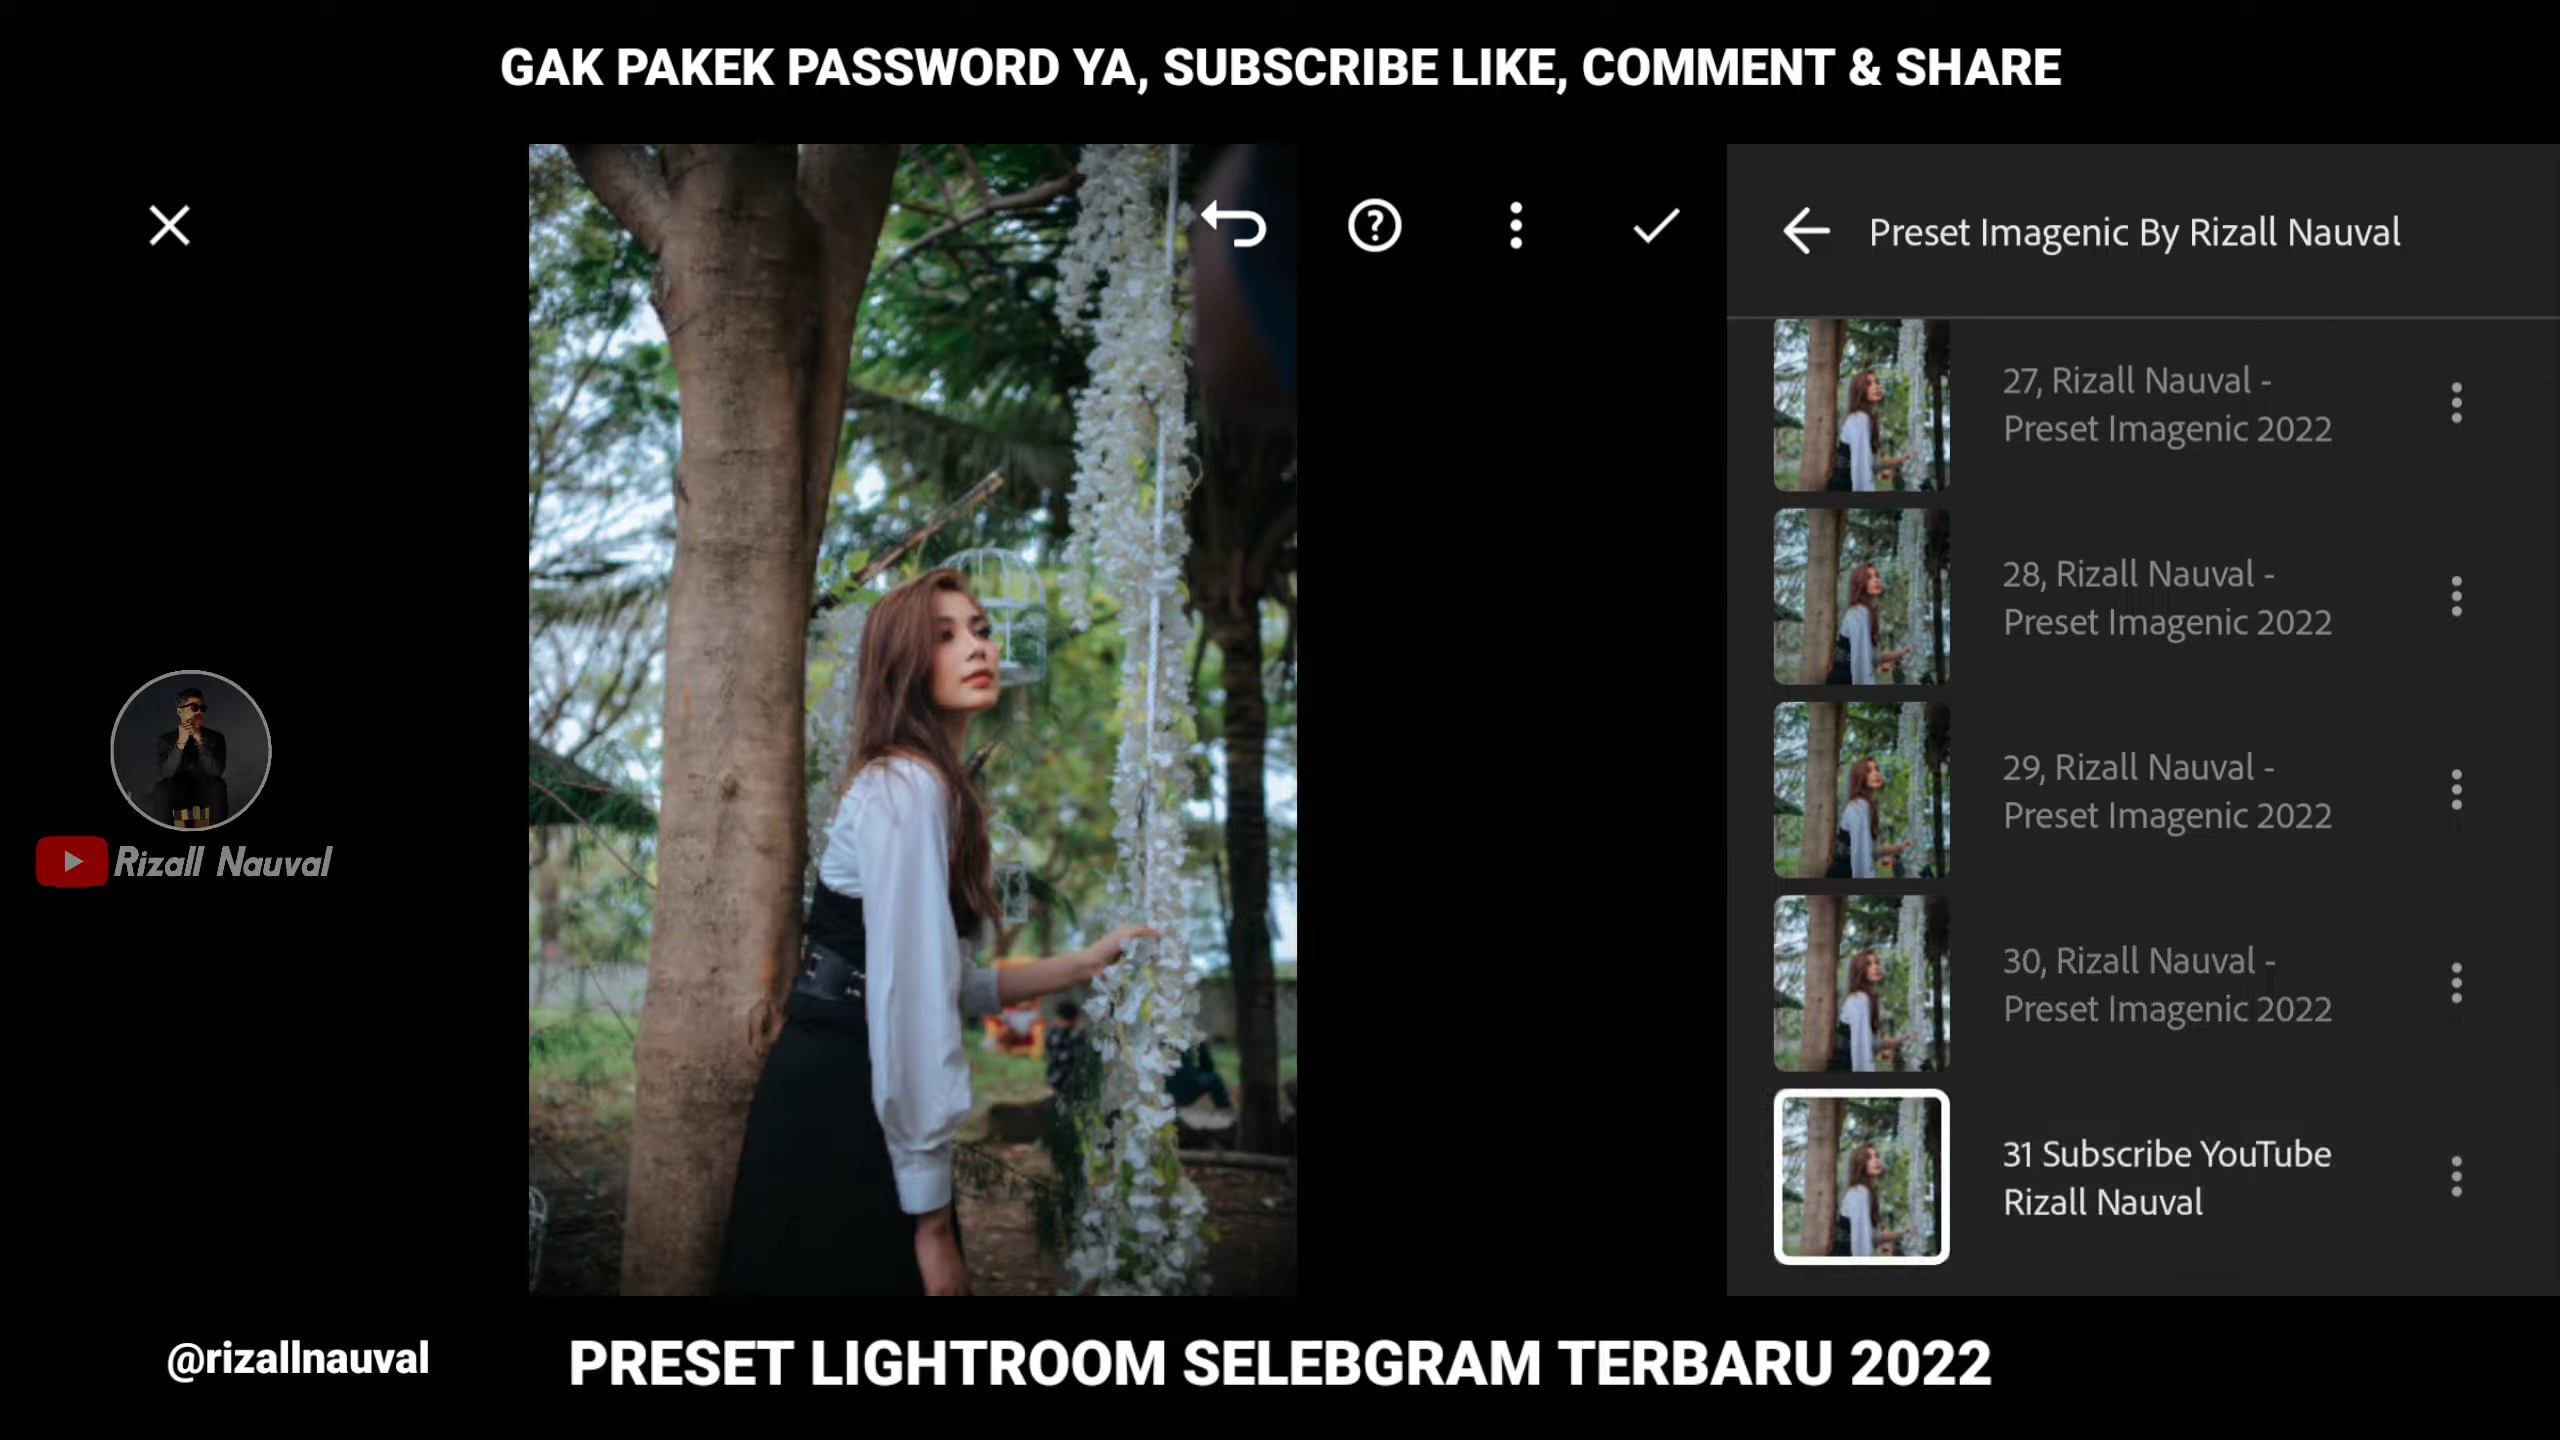 GAK PAKEK PASSWORD YA, SUBSCRIBE LIKE, COMMENT & SHARE
Preset Imagenic By Rizall Nauval
27, Rizall Nauval -
Preset Imagenic 2022
28, Rizall Nauval -
Preset Imagenic 2022
29, Rizall Nauval -
Preset Imagenic 2022
30, Rizall Nauval -
Preset Imagenic 2022
31 Subscribe YouTube
Rizall Nauval
Rizall Nauval
@rizallnauval
PRESET LIGHTROOM SELEBGRAM TERBARU 2022